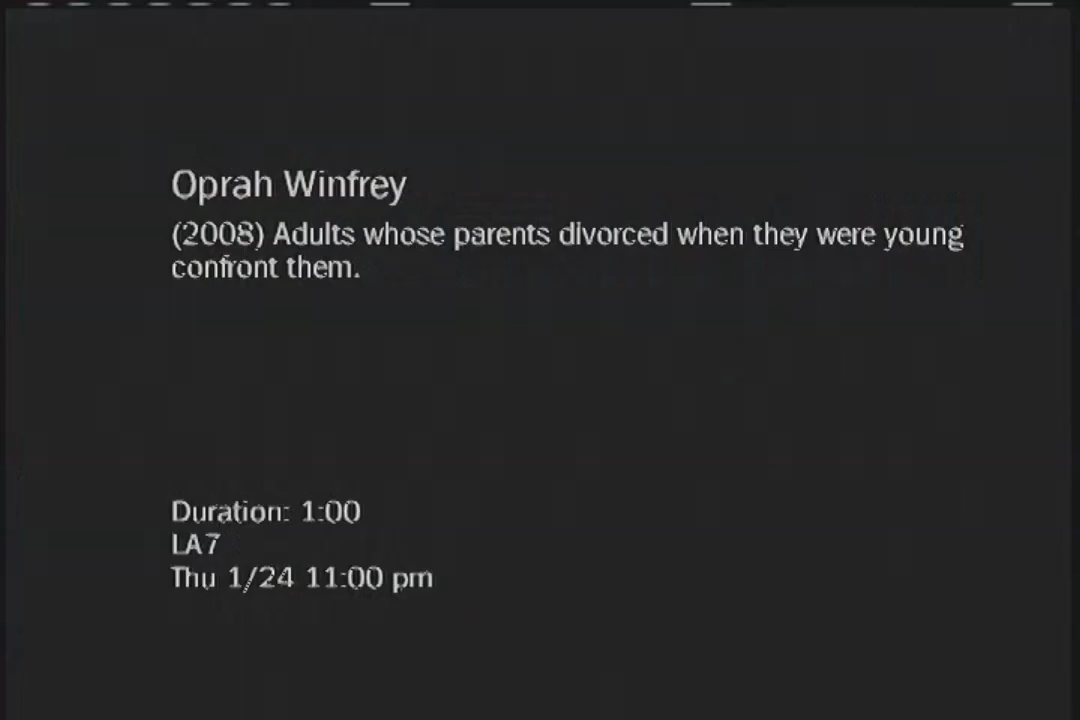 Oprah Winfrey
(2008) Adults whose parents divorced when they were young
confront them.
Duration: 1:00
LA7
Thu 1/24 11:00 pm